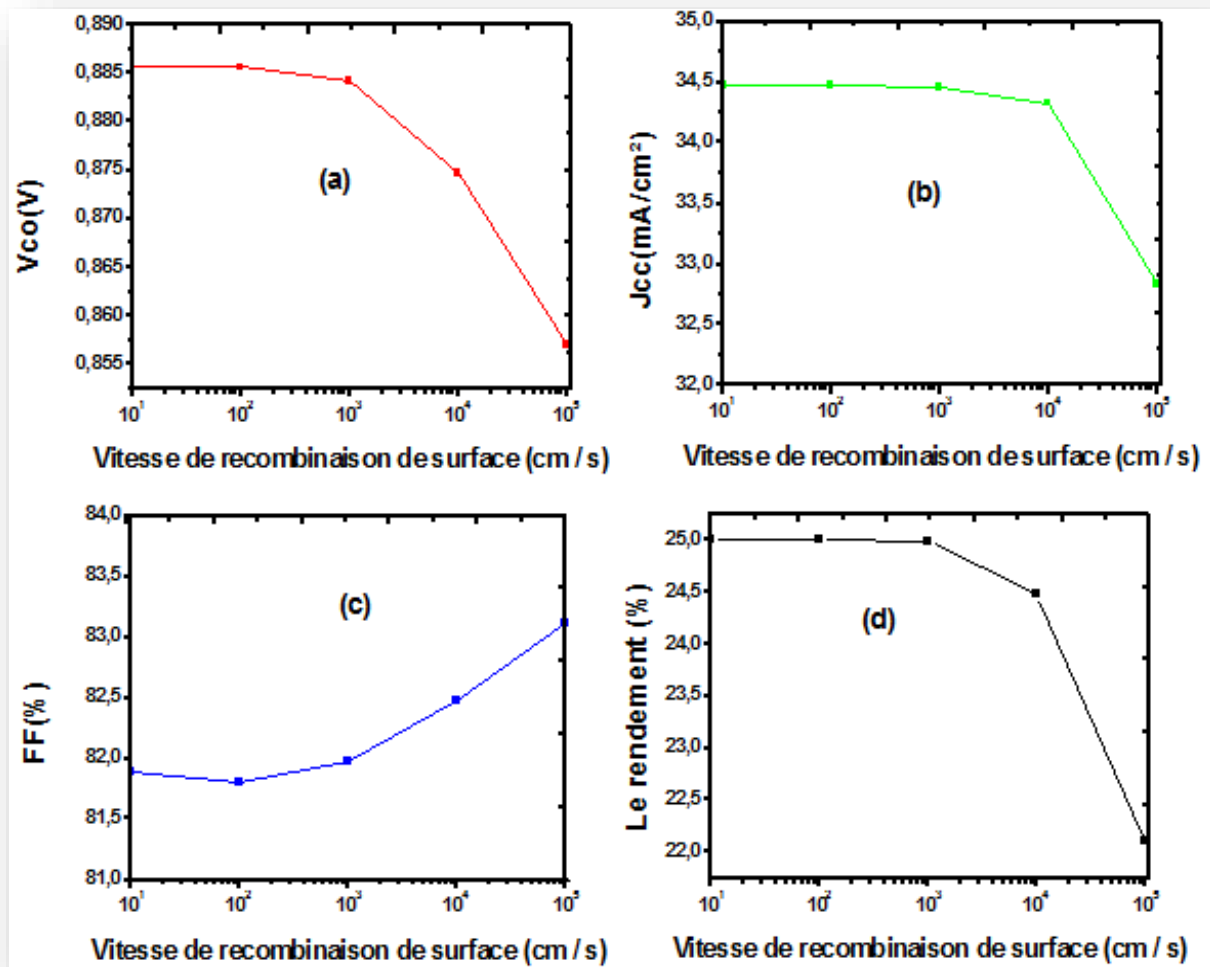 0,890
0,885
0,880
0,875
0,870
0,865
0,860
0,855
Vco(V)
(a)
10¹ 10² 10³ 10⁴ 10⁵
Vitesse de recombinaison de surface (cm / s)
35,0
34,5
34,0
33,5
33,0
32,5
32,0
Jcc(mA/cm²)
(b)
10¹ 10² 10³ 10⁴ 10⁵
Vitesse de recombinaison de surface (cm / s)
84,0
83,5
83,0
82,5
82,0
81,5
81,0
FF(%)
(c)
10¹ 10² 10³ 10⁴ 10⁵
Vitesse de recombinaison de surface (cm / s)
25,0
24,5
24,0
23,5
23,0
22,5
22,0
Le rendement (%)
(d)
10¹ 10² 10³ 10⁴ 10⁵
Vitesse de recombinaison de surface (cm / s)